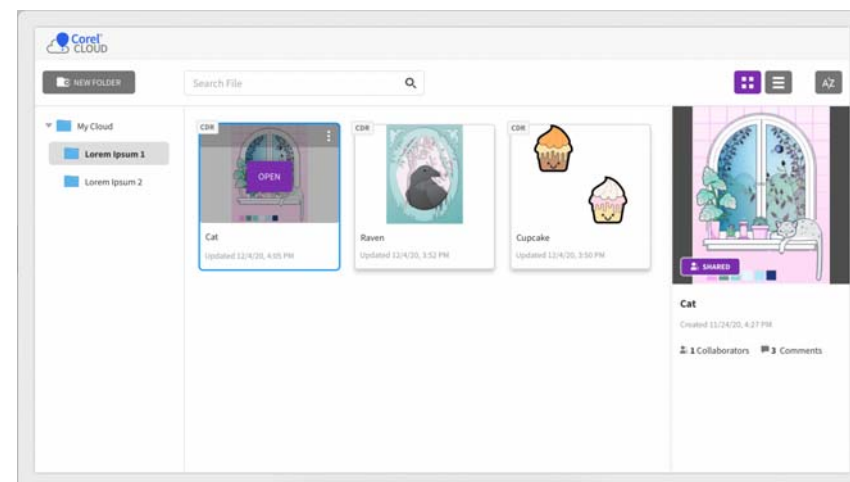 Corel®
CLOUD
NEW FOLDER
Search File
AZ
My Cloud
Lorem Ipsum 1
Lorem Ipsum 2
CDR
OPEN
Cat
Updated 12/4/20, 4:05 PM
CDR
Raven
Updated 12/4/20, 3:52 PM
CDR
Cupcake
Updated 12/4/20, 3:50 PM
SHARED
Cat
Created 11/24/20, 4:27 PM
1 Collaborators 3 Comments